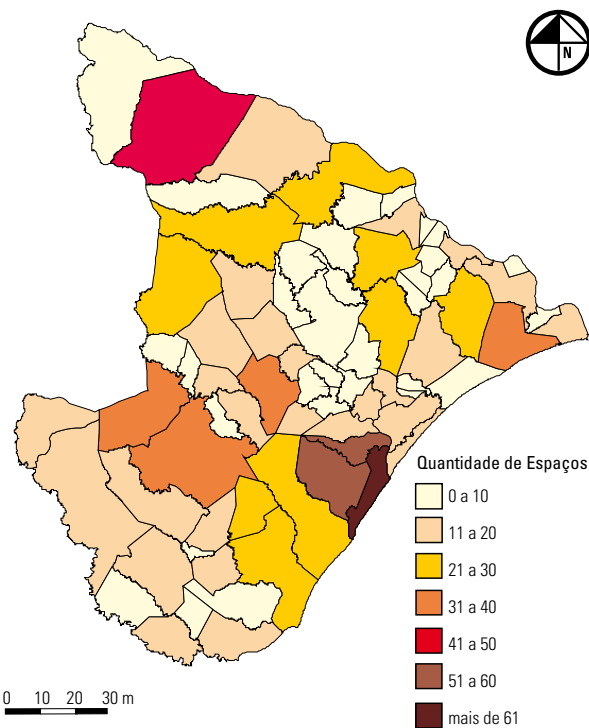 N
Quantidade de Espaços
0 a 10
11 a 20
21 a 30
31 a 40
41 a 50
51 a 60
mais de 61
0 10 20 30 m